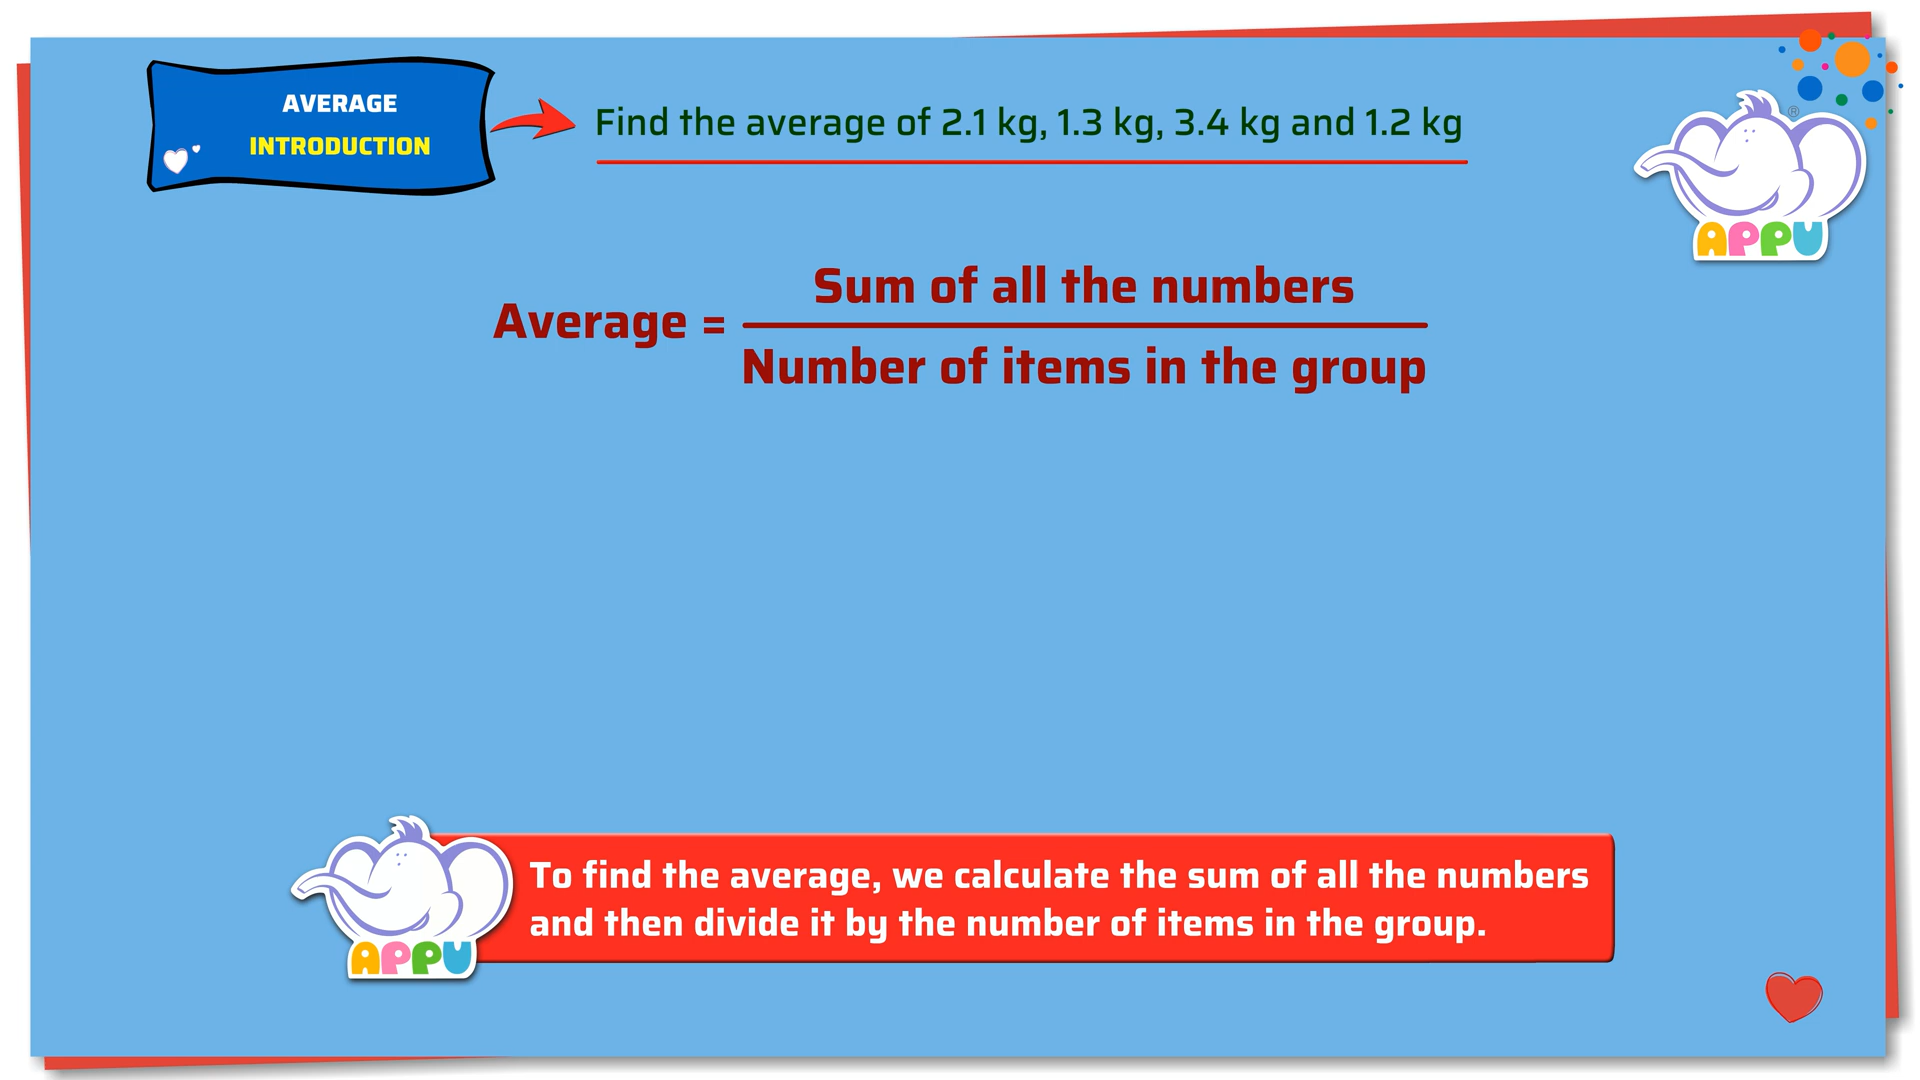 AVERAGE
INTRODUCTION
Find the average of 2.1 kg, 1.3 kg, 3.4 kg and 1.2 kg
®
APPU
Sum of all the numbers
Average =
Number of items in the group
To find the average, we calculate the sum of all the numbers
and then divide it by the number of items in the group.
APPU